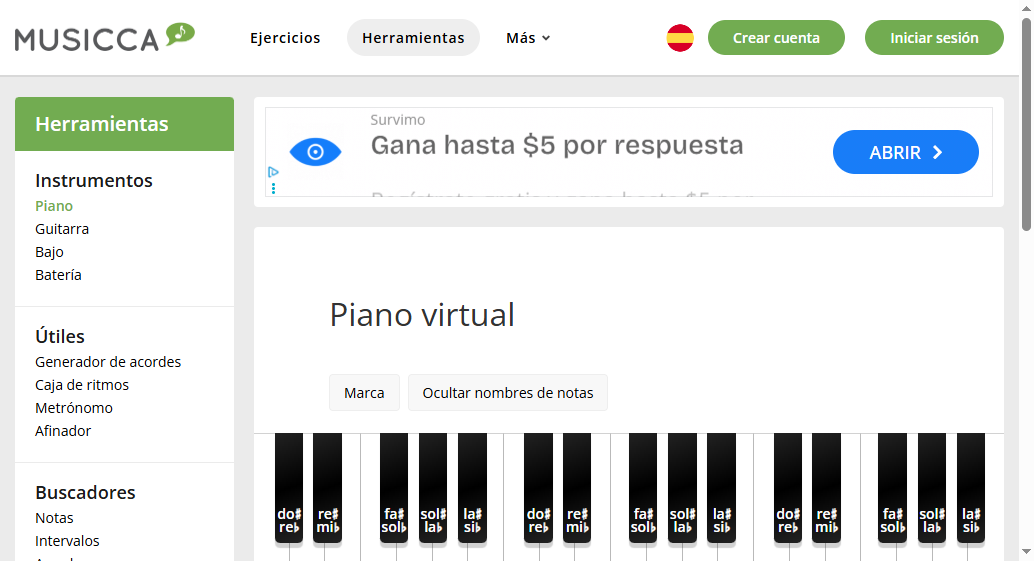 MUSICCA
Ejercicios
Herramientas
Más
Crear cuenta
Iniciar sesión
Herramientas
Instrumentos
Piano
Guitarra
Bajo
Batería
Útiles
Generador de acordes
Caja de ritmos
Metrónomo
Afinador
Buscadores
Notas
Intervalos
Survimo
Gana hasta $5 por respuesta
ABRIR
Piano virtual
Marca
Ocultar nombres de notas
do♯ re♯ fa♯ sol♯ la♯ do♯ re♯ fa♯ sol♯ la♯ do♯ re♯ fa♯ sol♯ la♯
re♭ mi♭ sol♭ la♭ si♭ re♭ mi♭ sol♭ la♭ si♭ re♭ mi♭ sol♭ la♭ si♭